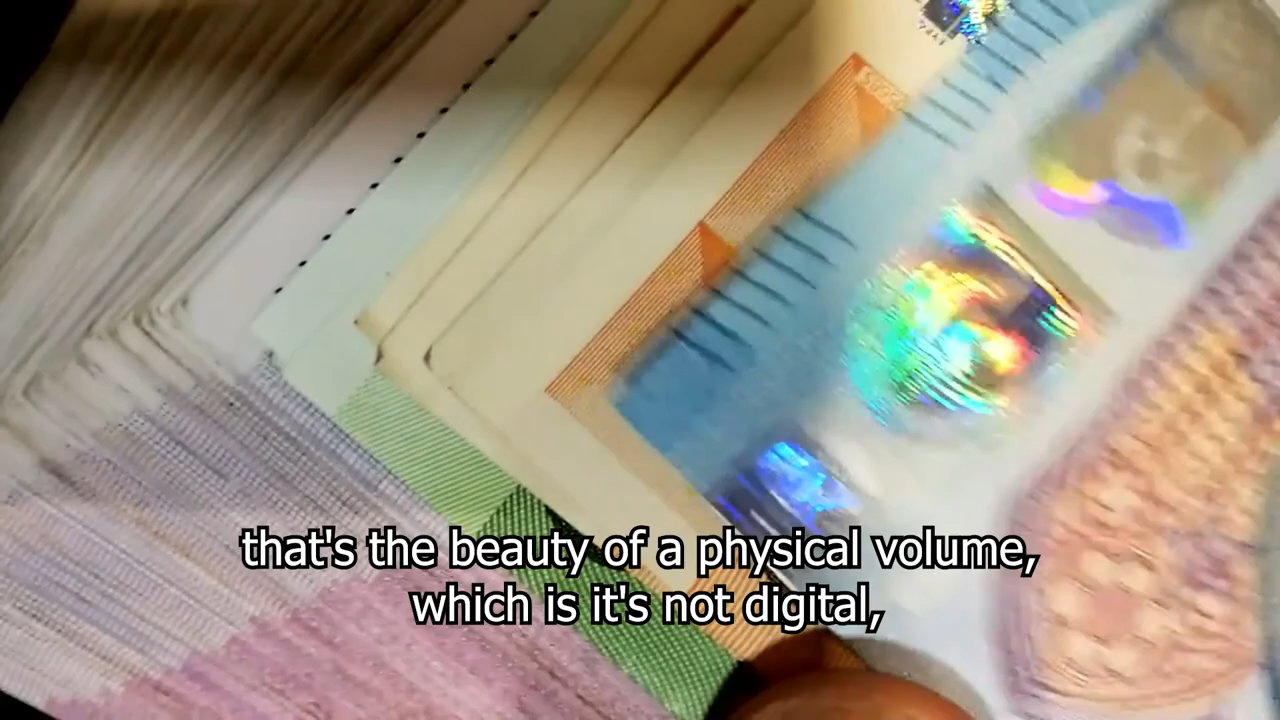 that's the beauty of a physical volume,
which is it's not digital,